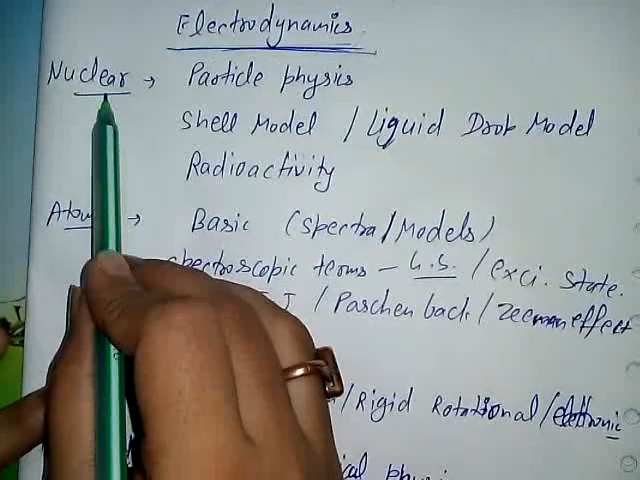 Electrodynamics
Nuclear → Particle physics
Shell Model / Liquid Drop Model
Radioactivity
→ Basic (spectra/Models)
spectroscopic terms - G.S. / exci. state.
/ Paschen back / Zeeman effect
/ Rigid Rotational / elettronic